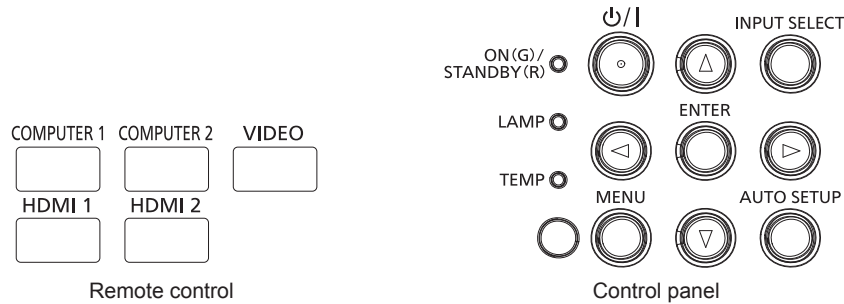 ⏻/|
INPUT SELECT
ON(G)/
STANDBY(R)
LAMP
ENTER
COMPUTER 1 COMPUTER 2 VIDEO
TEMP
MENU
AUTO SETUP
HDMI 1 HDMI 2
Remote control
Control panel